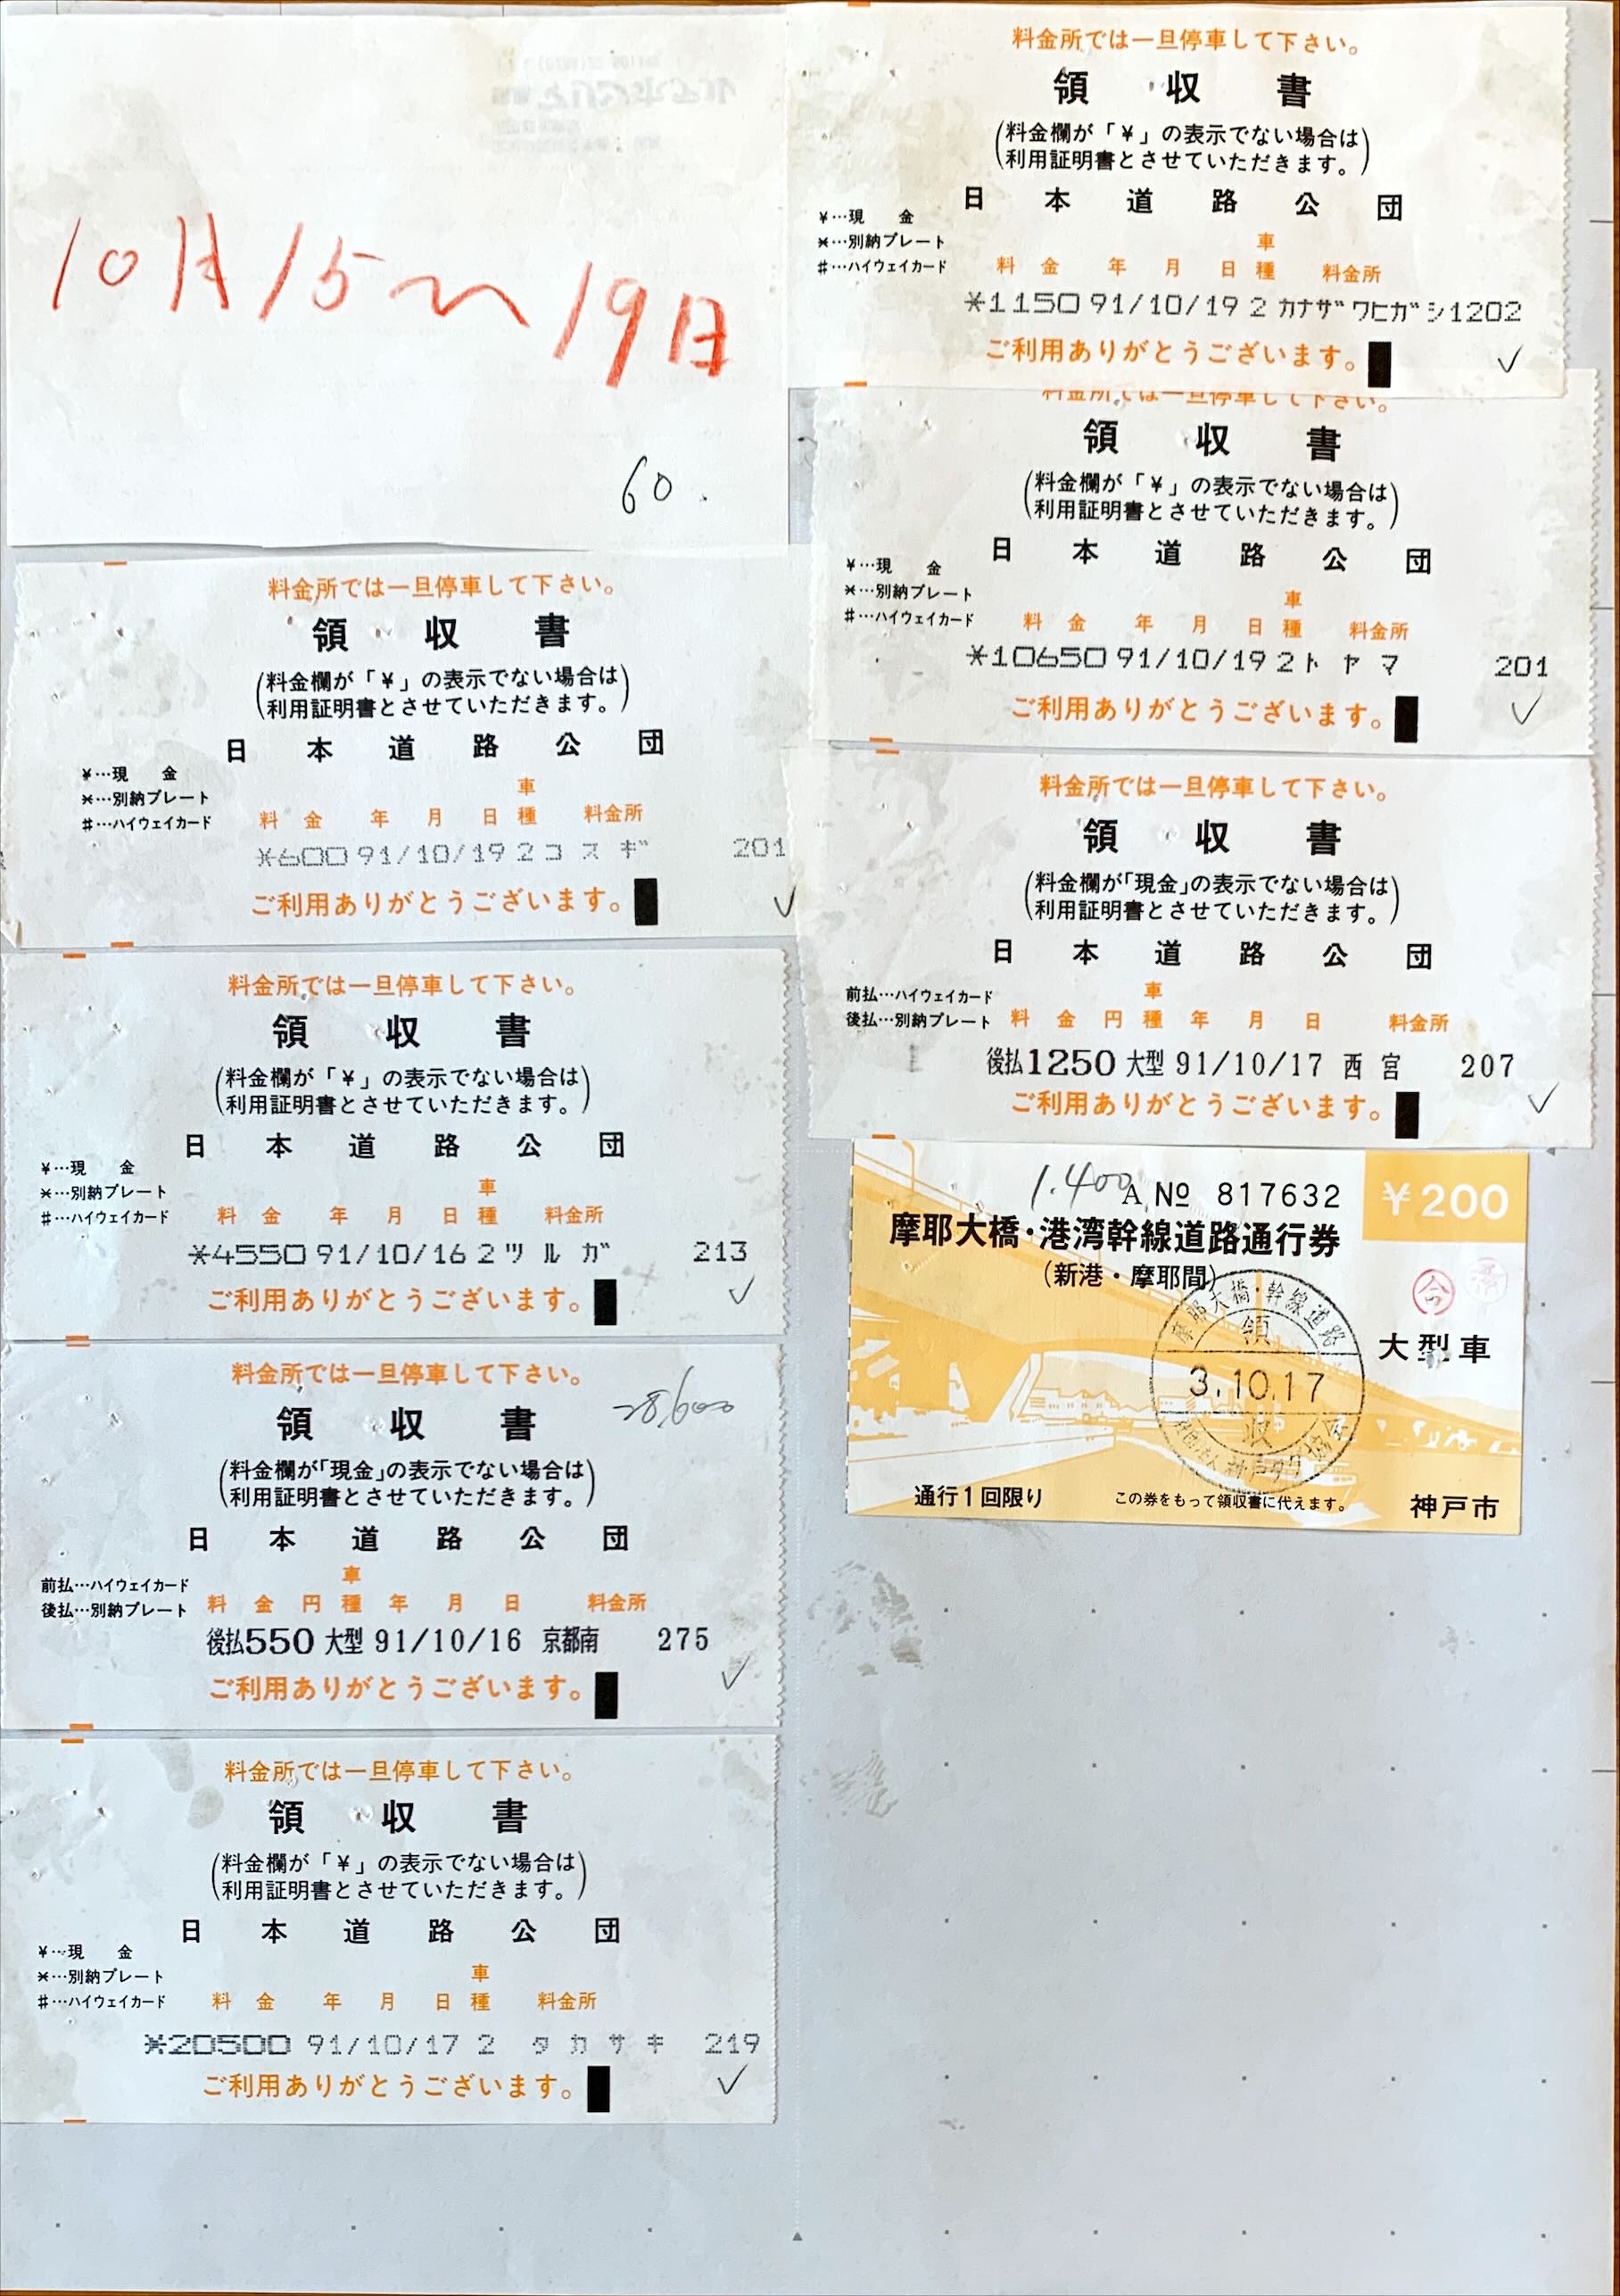 10月15〜19日
60.
料金所では一旦停車して下さい。
領 収 書
(料金欄が「¥」の表示でない場合は
利用証明書とさせていただきます。)
日 本 道 路 公 団
¥…現 金
＊…別納プレート
♯…ハイウェイカード
車
料 金 年 月 日 種 料金所
＊600 91/10/19 2 コ ス ギ 201
ご利用ありがとうございます。
料金所では一旦停車して下さい。
領 収 書
(料金欄が「¥」の表示でない場合は
利用証明書とさせていただきます。)
日 本 道 路 公 団
¥…現 金
＊…別納プレート
♯…ハイウェイカード
車
料 金 年 月 日 種 料金所
＊4550 91/10/16 2 ツ ル ガ 213
ご利用ありがとうございます。
料金所では一旦停車して下さい。
領 収 書
28,600
(料金欄が「現金」の表示でない場合は
利用証明書とさせていただきます。)
日 本 道 路 公 団
前払…ハイウェイカード
後払…別納プレート
車
料 金 円 種 年 月 日 料金所
後払550 大型 91/10/16 京都南 275
ご利用ありがとうございます。
料金所では一旦停車して下さい。
領 収 書
(料金欄が「¥」の表示でない場合は
利用証明書とさせていただきます。)
日 本 道 路 公 団
¥…現 金
＊…別納プレート
♯…ハイウェイカード
車
料 金 年 月 日 種 料金所
＊20500 91/10/17 2 タ カ サ キ 219
ご利用ありがとうございます。
料金所では一旦停車して下さい。
領 収 書
(料金欄が「¥」の表示でない場合は
利用証明書とさせていただきます。)
日 本 道 路 公 団
¥…現 金
＊…別納プレート
♯…ハイウェイカード
車
料 金 年 月 日 種 料金所
＊1150 91/10/19 2 カナザワヒガシ1202
ご利用ありがとうございます。
料金所では一旦停車して下さい。
領 収 書
(料金欄が「¥」の表示でない場合は
利用証明書とさせていただきます。)
日 本 道 路 公 団
¥…現 金
＊…別納プレート
♯…ハイウェイカード
車
料 金 年 月 日 種 料金所
＊10650 91/10/19 2 ト ヤ マ 201
ご利用ありがとうございます。
料金所では一旦停車して下さい。
領 収 書
(料金欄が「現金」の表示でない場合は
利用証明書とさせていただきます。)
日 本 道 路 公 団
前払…ハイウェイカード
後払…別納プレート
車
料 金 円 種 年 月 日 料金所
後払1250 大型 91/10/17 西 宮 207
ご利用ありがとうございます。
1.400
A № 817632
¥200
摩耶大橋・港湾幹線道路通行券
(新港・摩耶間)
大型車
摩耶大橋・幹線道路
領
3.10.17
収
通行1回限り
この券をもって領収書に代えます。
神戸市